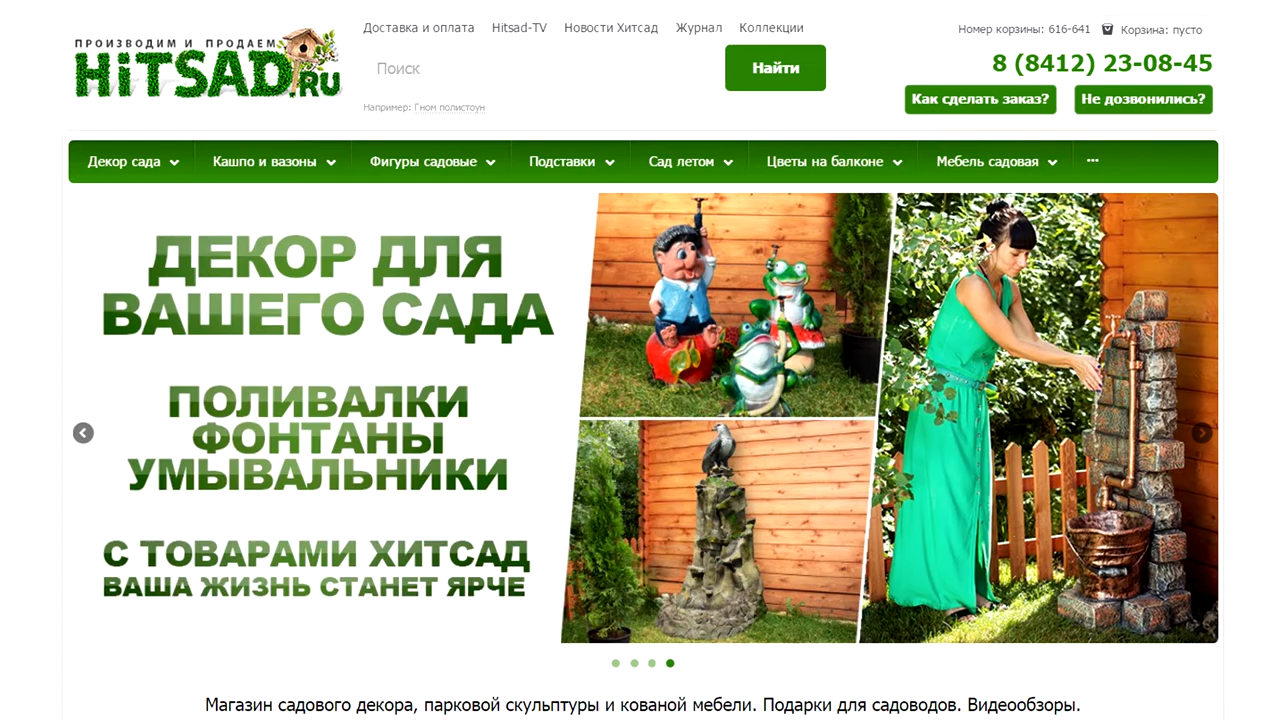 Доставка и оплата Hitsad-TV Новости Хитсад Журнал Коллекции
Номер корзины: 616-641 Корзина: пусто
ПРОИЗВОДИМ И ПРОДАЕМ
HiTSAD.RU
Поиск
Найти
8 (8412) 23-08-45
Например: Гном полистоун
Как сделать заказ? Не дозвонились?
Декор сада Кашпо и вазоны Фигуры садовые Подставки Сад летом Цветы на балконе Мебель садовая ...
ДЕКОР ДЛЯ
ВАШЕГО САДА
ПОЛИВАЛКИ
ФОНТАНЫ
УМЫВАЛЬНИКИ
С ТОВАРАМИ ХИТСАД
ВАША ЖИЗНЬ СТАНЕТ ЯРЧЕ
Магазин садового декора, парковой скульптуры и кованой мебели. Подарки для садоводов. Видеообзоры.